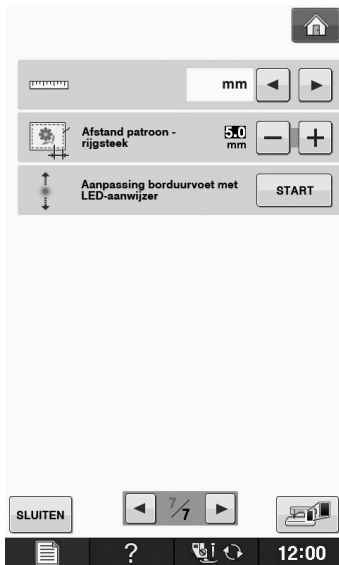 mm
Afstand patroon -
rijgsteek
5.0
mm
Aanpassing borduurvoet met
LED-aanwijzer
START
SLUITEN
7/7
?
12:00